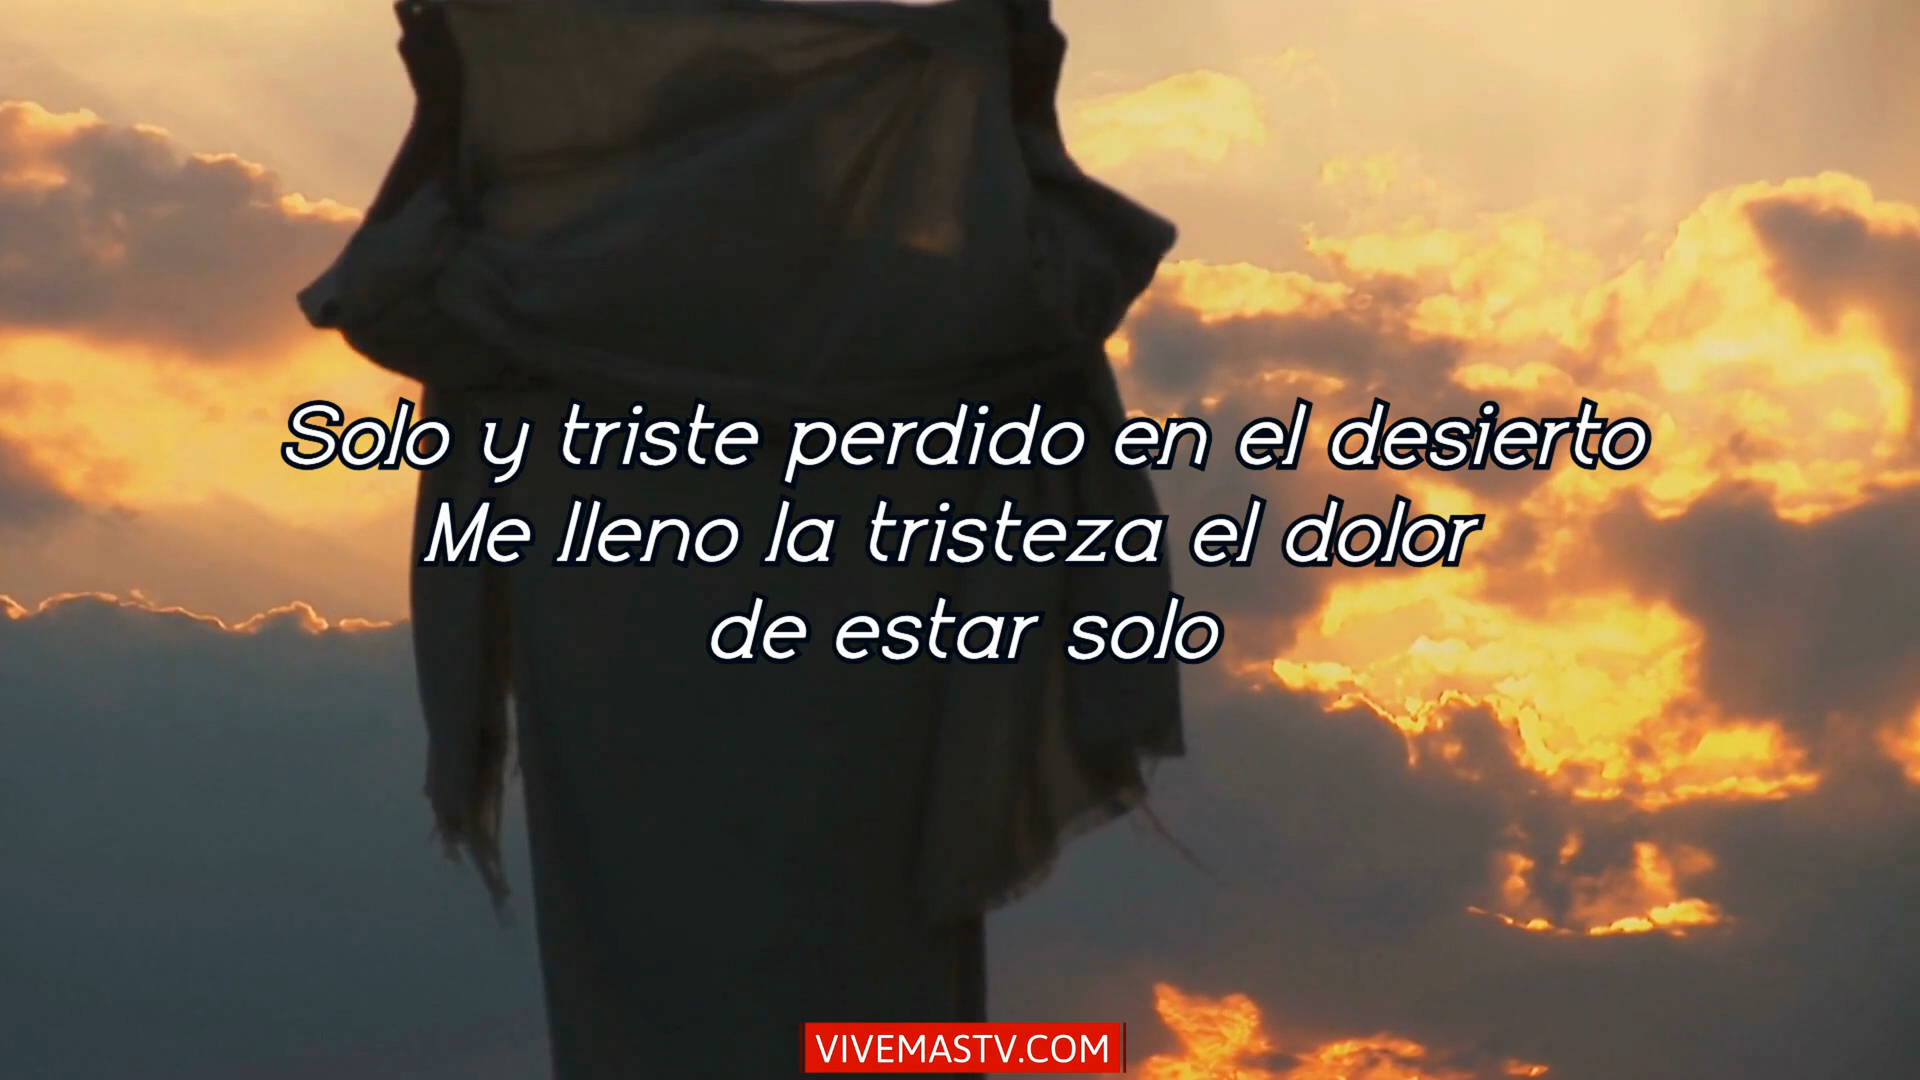 Solo y triste perdido en el desierto
Me lleno la tristeza el dolor
de estar solo
VIVEMASTV.COM